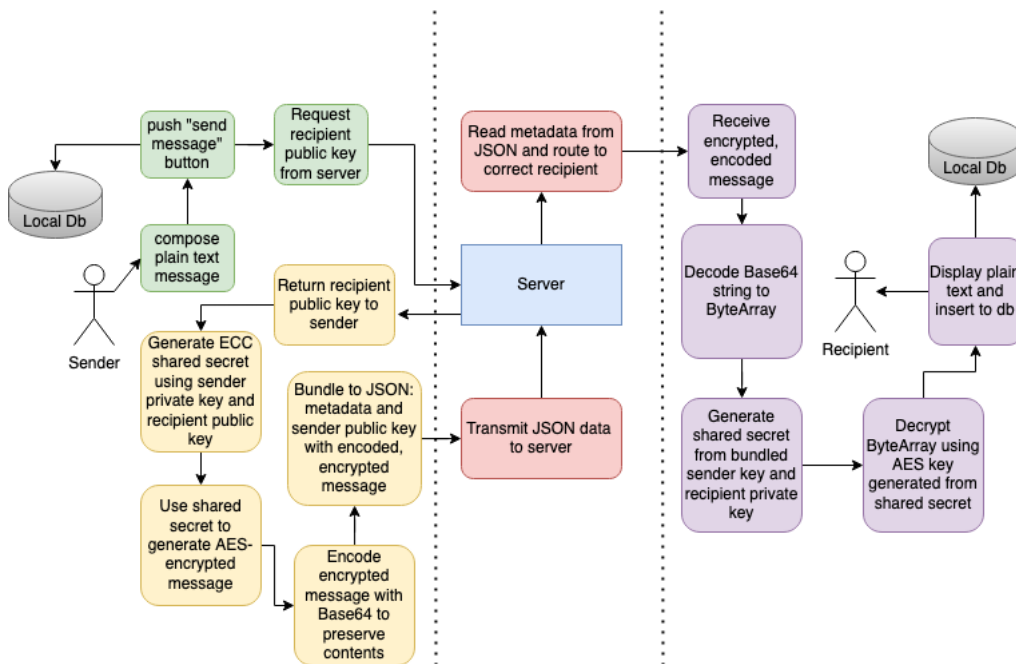 push "send
message"
button
Request
recipient
public key
from server
Local Db
compose
plain text
message
Sender
Return recipient
public key to
sender
Generate ECC
shared secret
using sender
private key and
recipient public
key
Use shared
secret to
generate AES-
encrypted
message
Encode
encrypted
message with
Base64 to
preserve
contents
Bundle to JSON:
metadata and
sender public key
with encoded,
encrypted
message
Transmit JSON data
to server
Server
Read metadata from
JSON and route to
correct recipient
Receive
encrypted,
encoded
message
Decode Base64
string to
ByteArray
Generate
shared secret
from bundled
sender key and
recipient private
key
Decrypt
ByteArray using
AES key
generated from
shared secret
Display plain
text and
insert to db
Recipient
Local Db